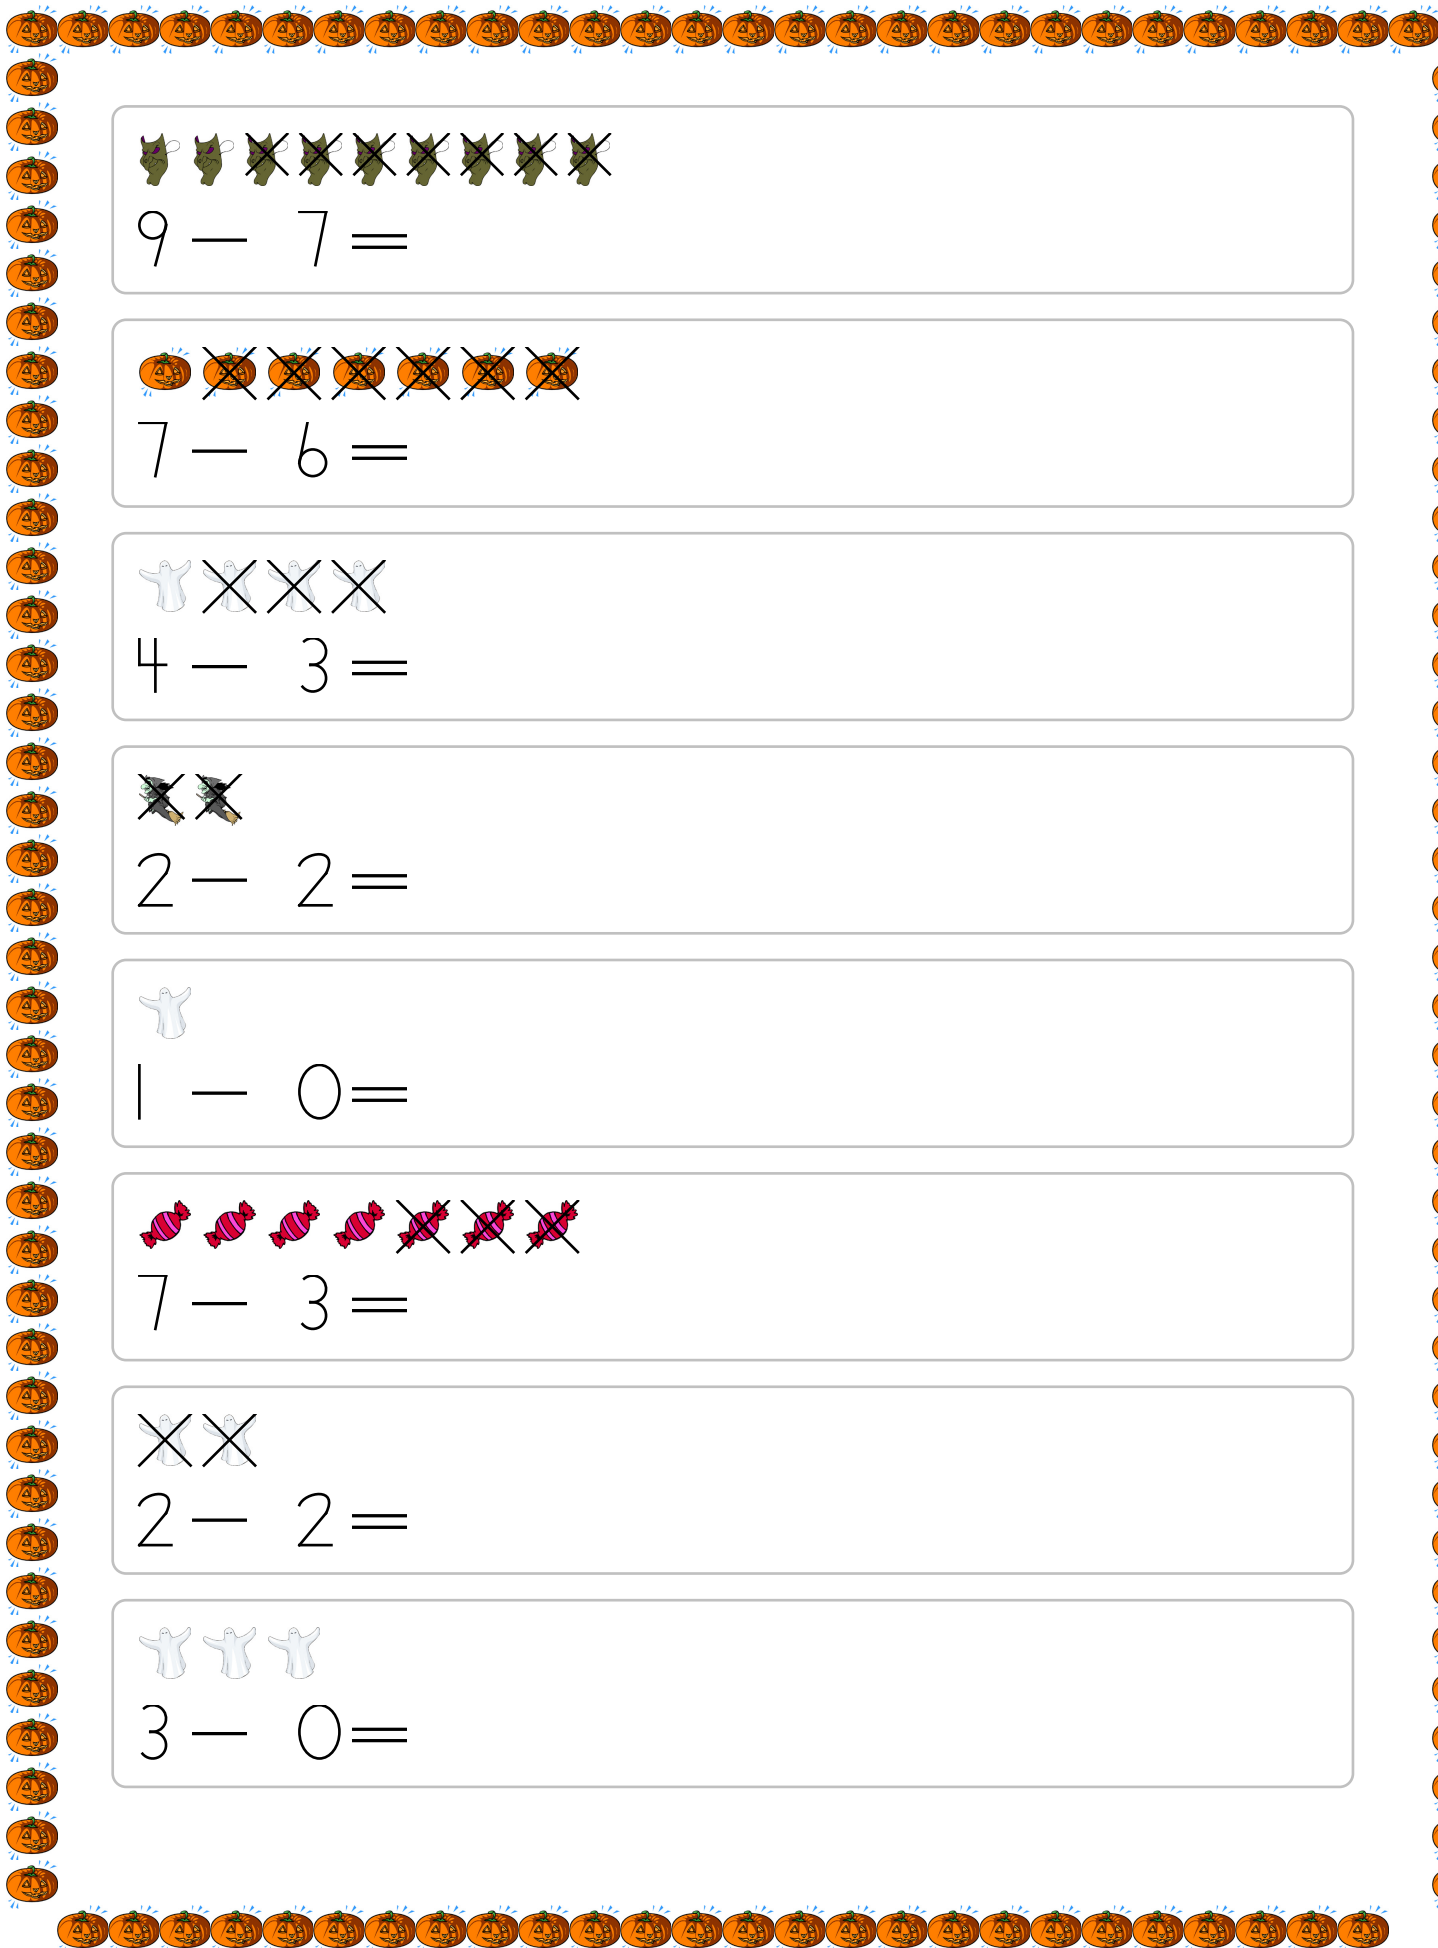 9 — 7 =
7 — 6 =
4 — 3 =
2 — 2 =
1 — 0 =
7 — 3 =
2 — 2 =
3 — 0 =